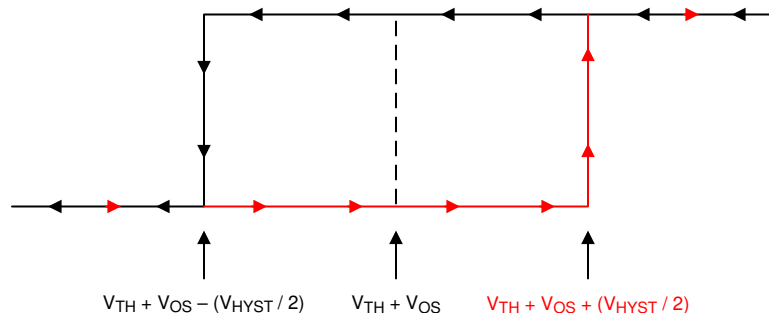 VTH + VOS – (VHYST / 2) VTH + VOS VTH + VOS + (VHYST / 2)